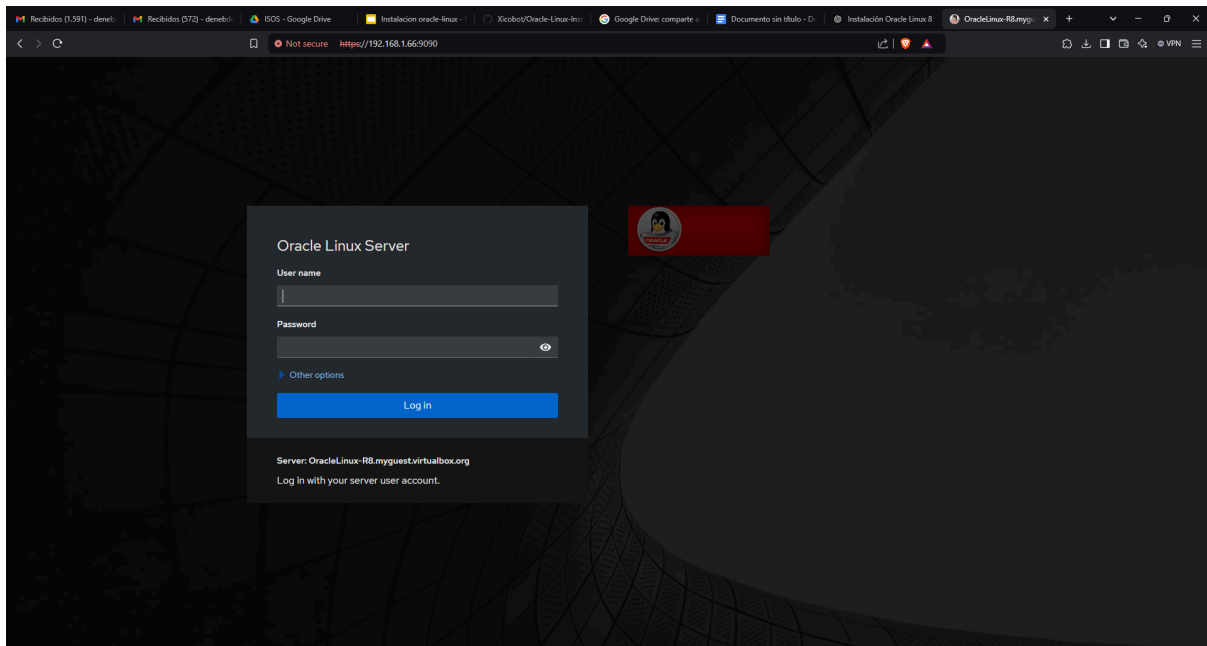 Recibidos (1.591) - deneb
Recibidos (572) - denebd
ISOS - Google Drive
Instalacion oracle-linux - 
Xicobot/Oracle-Linux-Inst
Google Drive: comparte a
Documento sin título - Do
Instalación Oracle Linux 8
OracleLinux-R8.mygu
Not secure https://192.168.1.66:9090
VPN
ORACLE
Oracle Linux Server
User name
Password
Other options
Log in
Server: OracleLinux-R8.myguest.virtualbox.org
Log in with your server user account.